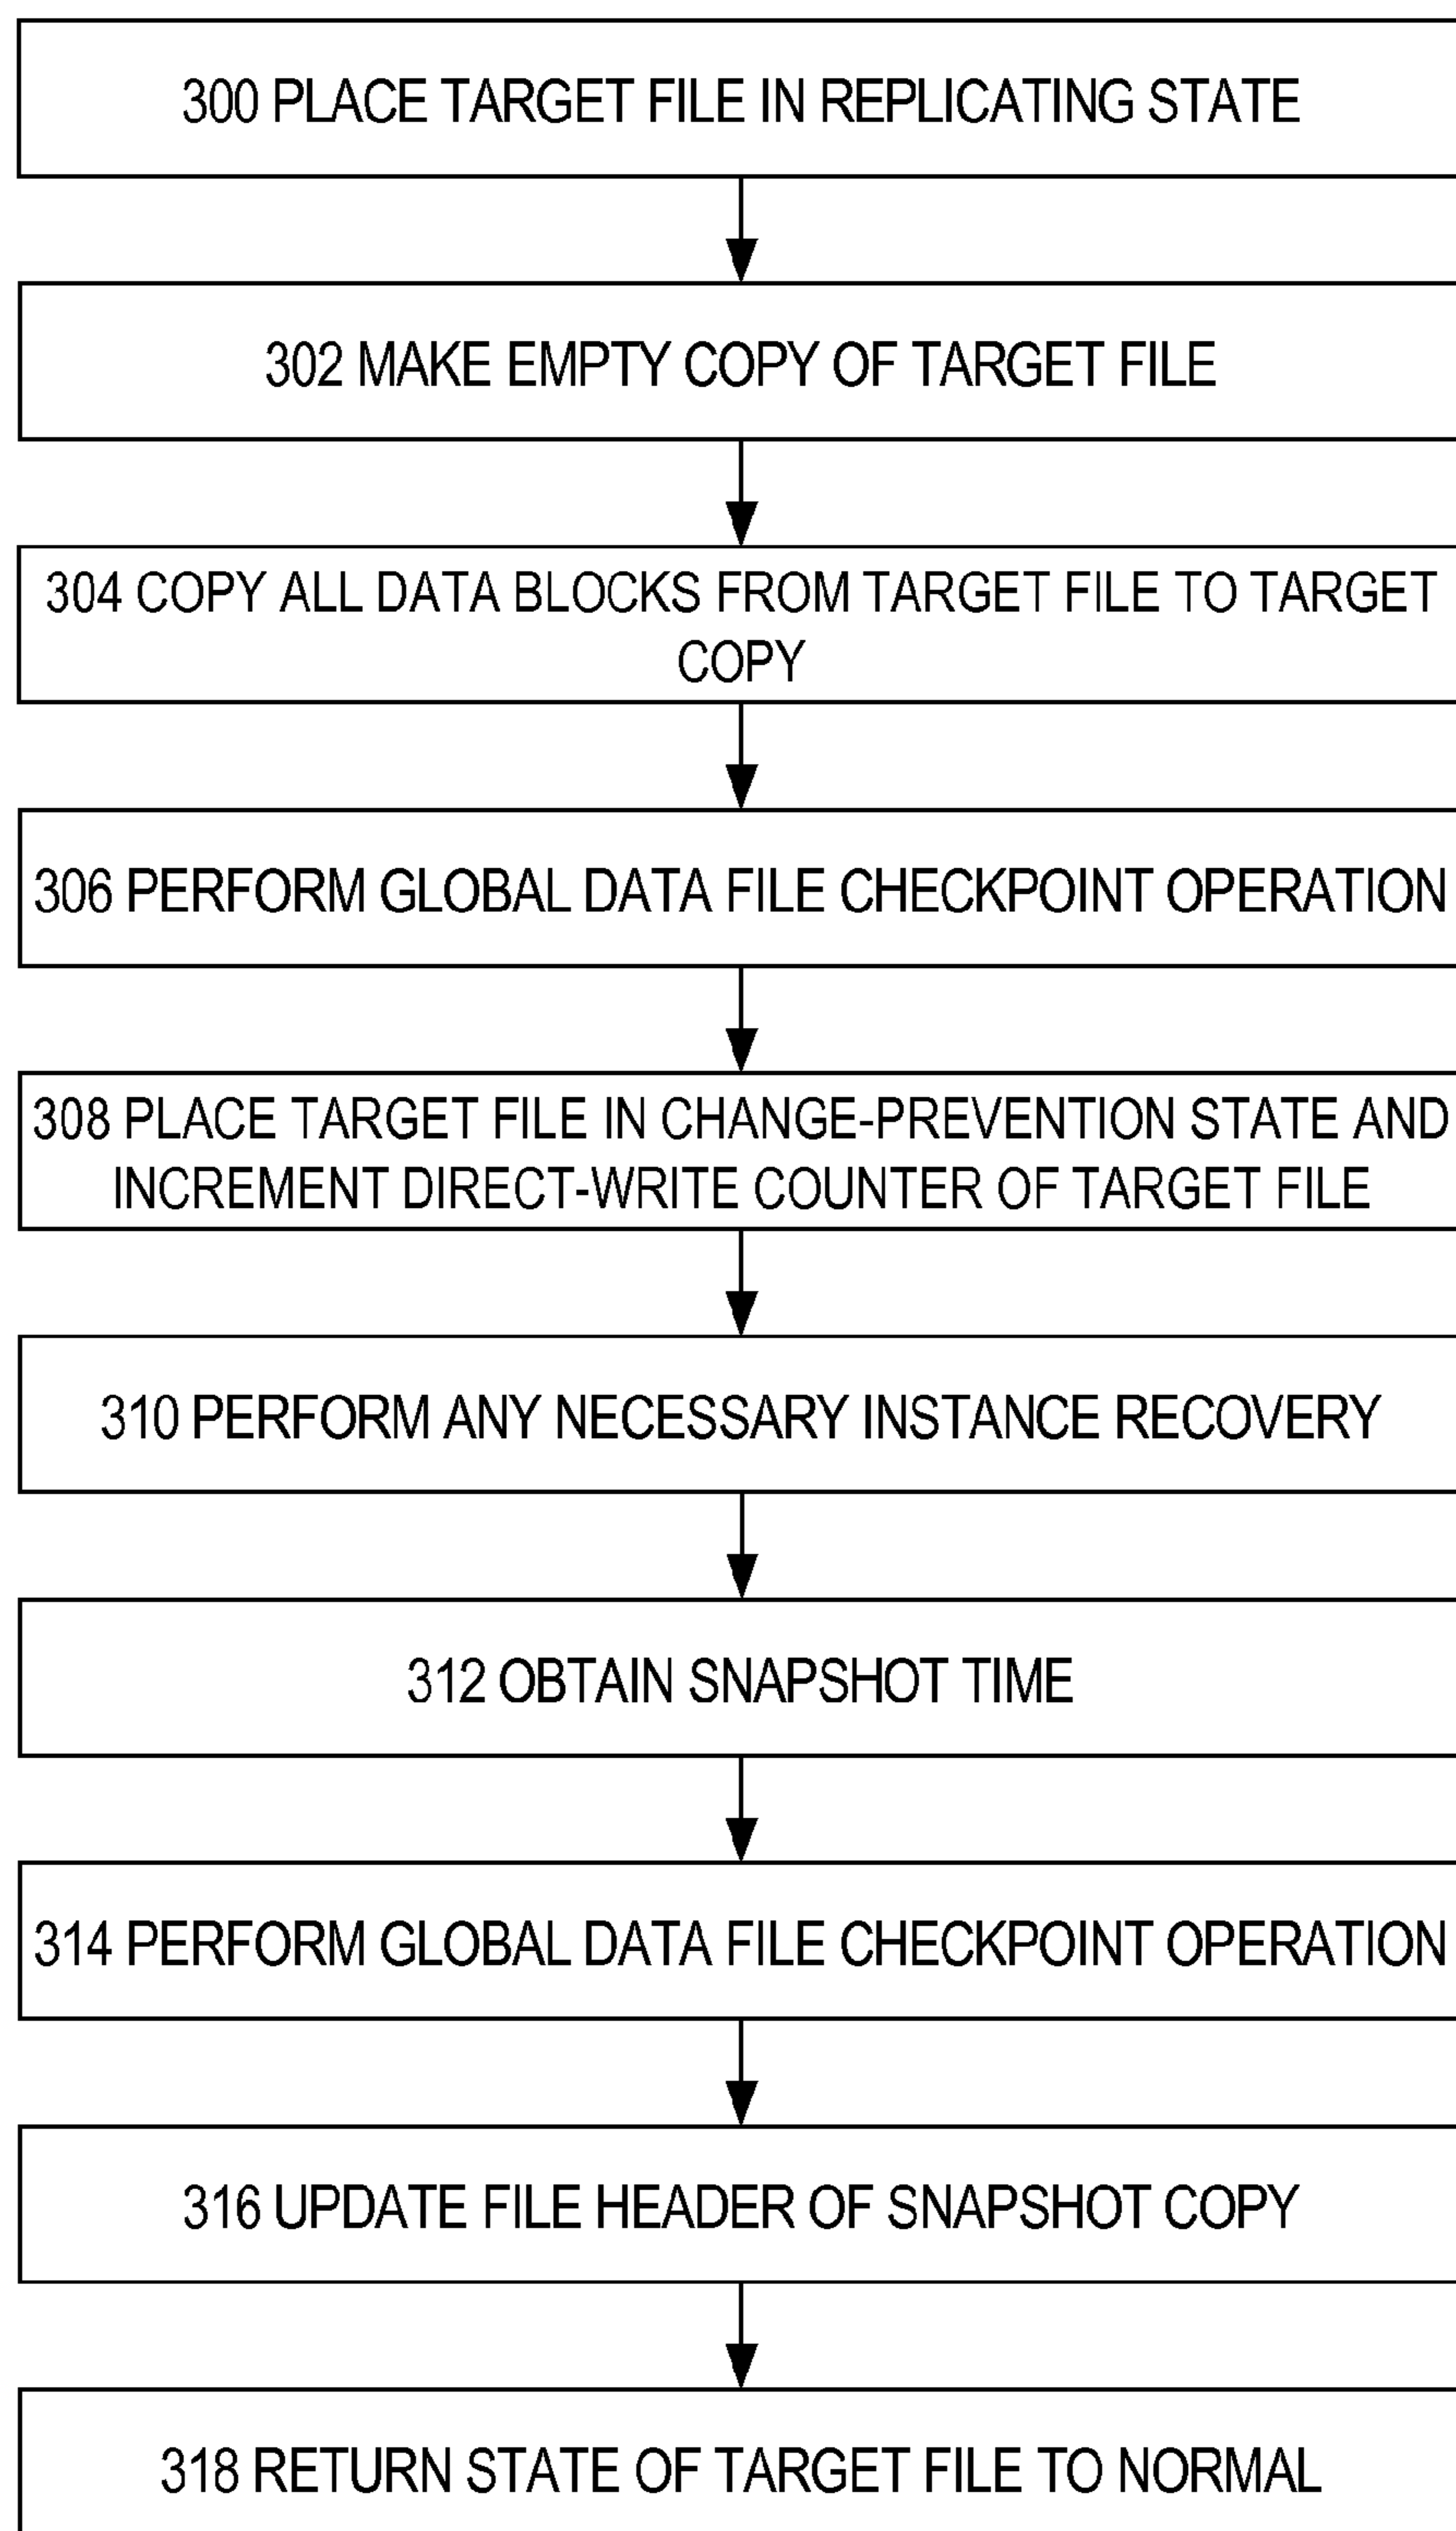 300 PLACE TARGET FILE IN REPLICATING STATE
302 MAKE EMPTY COPY OF TARGET FILE
304 COPY ALL DATA BLOCKS FROM TARGET FILE TO TARGET
COPY
306 PERFORM GLOBAL DATA FILE CHECKPOINT OPERATION
308 PLACE TARGET FILE IN CHANGE-PREVENTION STATE AND
INCREMENT DIRECT-WRITE COUNTER OF TARGET FILE
310 PERFORM ANY NECESSARY INSTANCE RECOVERY
312 OBTAIN SNAPSHOT TIME
314 PERFORM GLOBAL DATA FILE CHECKPOINT OPERATION
316 UPDATE FILE HEADER OF SNAPSHOT COPY
318 RETURN STATE OF TARGET FILE TO NORMAL